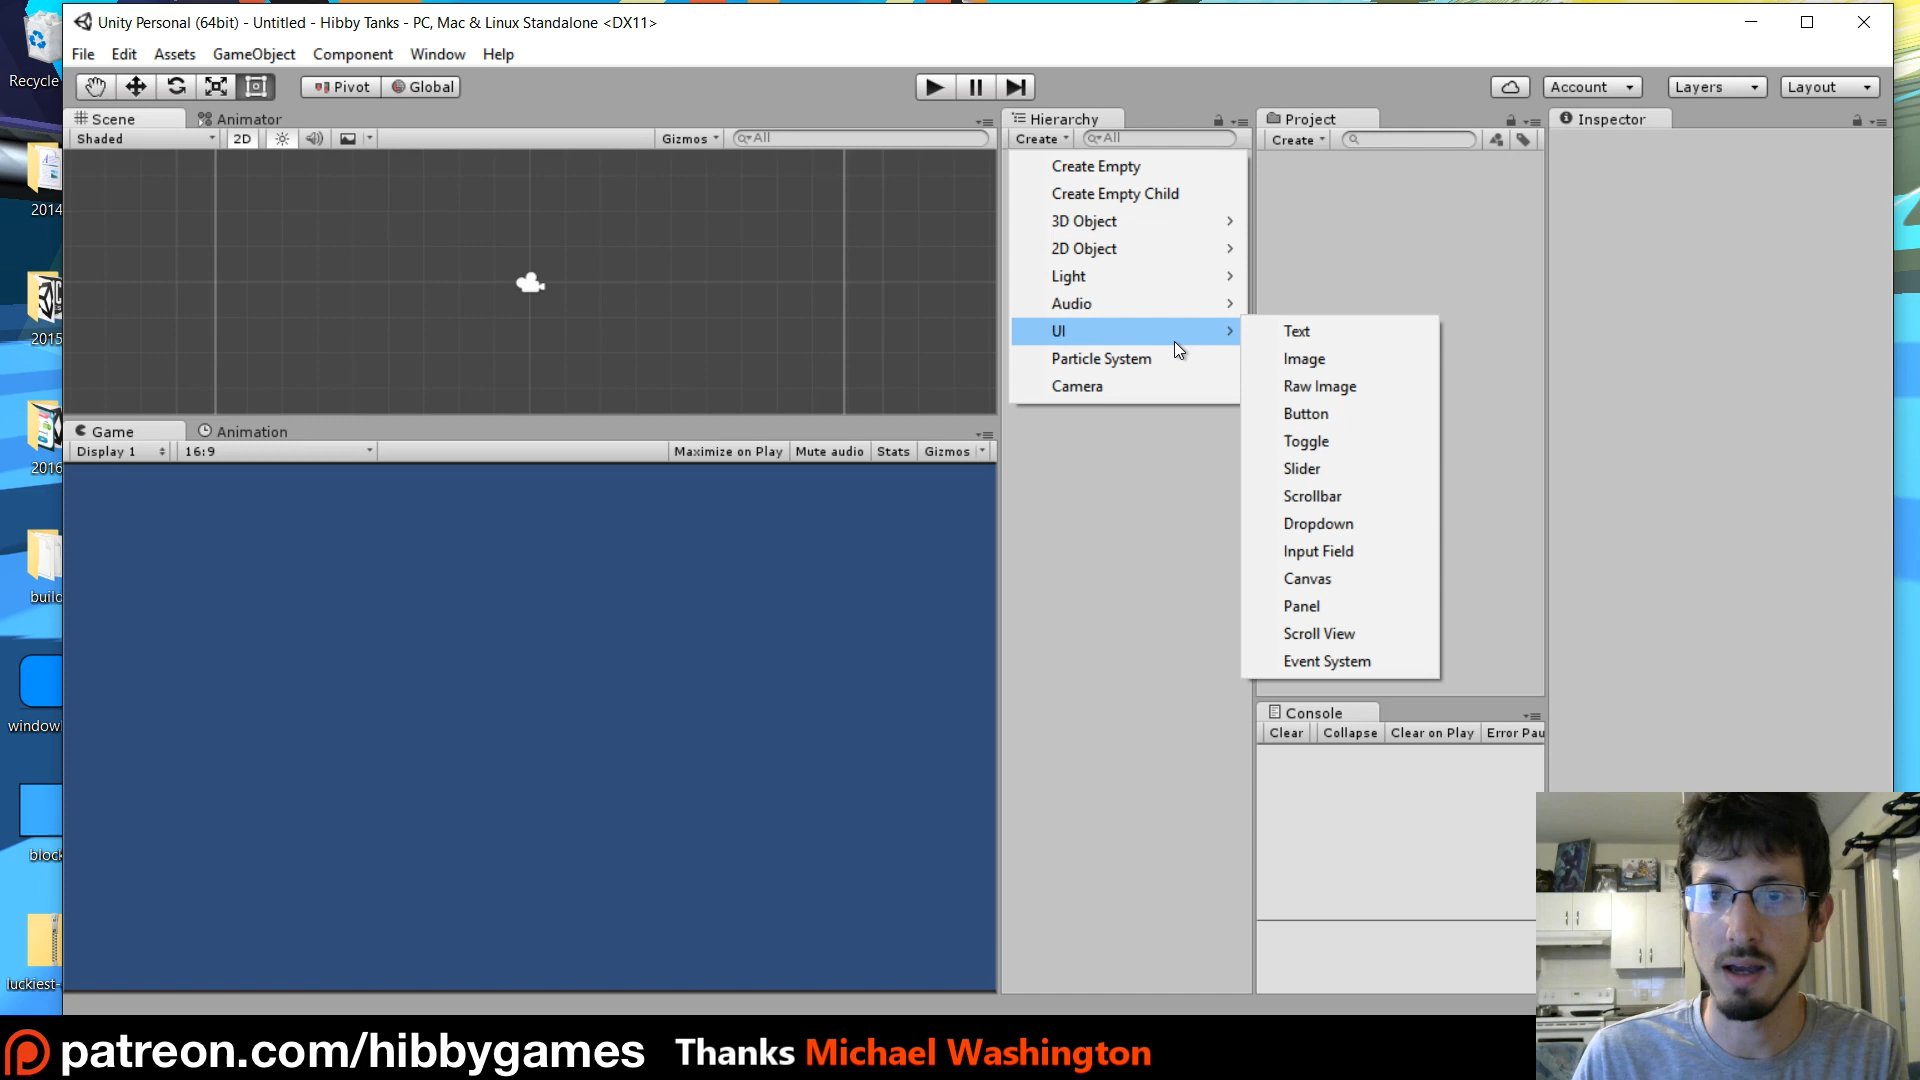 Unity Personal (64bit) - Untitled - Hibby Tanks - PC, Mac & Linux Standalone <DX11>
File Edit Assets GameObject Component Window Help
Recycle
Pivot Global Account Layers Layout
Scene Animator Hierarchy Project Inspector
Shaded 2D Gizmos All Create All Create
Create Empty
Create Empty Child
3D Object
2D Object
Light
Audio
UI
Particle System
Camera
Text
Image
Raw Image
Button
Toggle
Slider
Scrollbar
Dropdown
Input Field
Canvas
Panel
Scroll View
Event System
Game Animation
Display 1 16:9 Maximize on Play Mute audio Stats Gizmos
Console
Clear Collapse Clear on Play Error Pau
2014
2015
2016
build
window
block
luckiest-
patreon.com/hibbygames Thanks Michael Washington